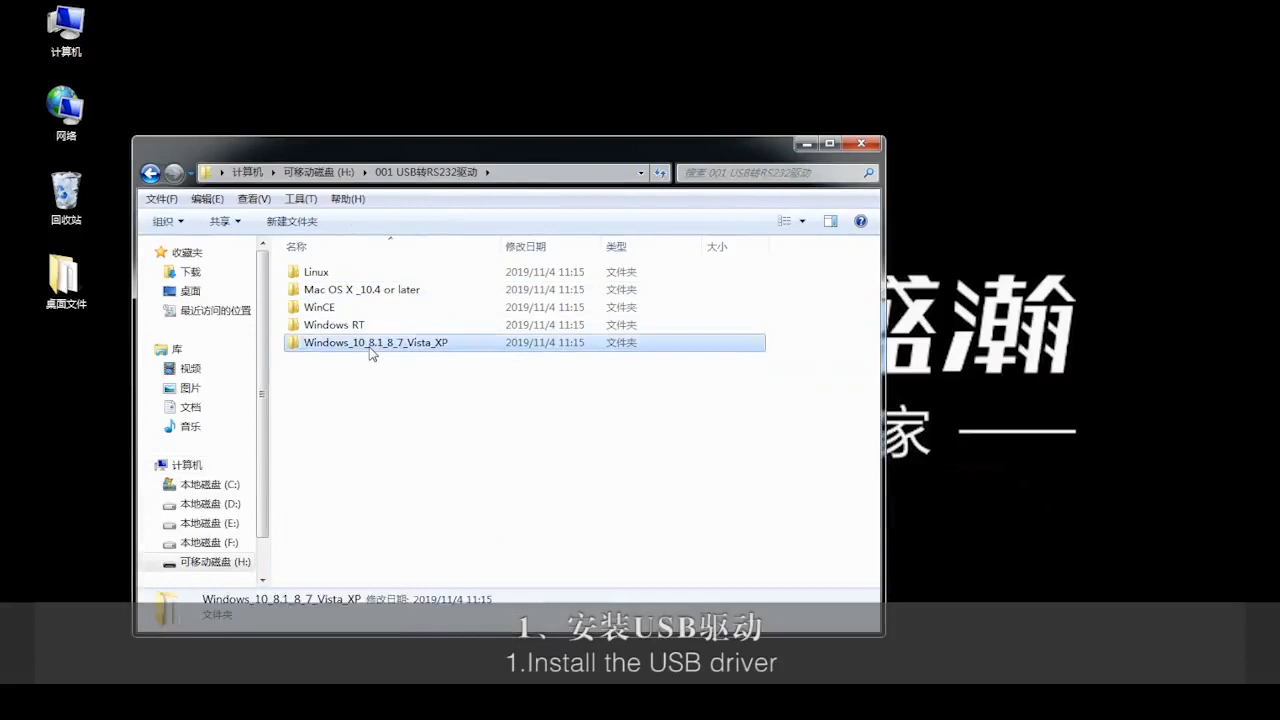 计算机
网络
回收站
桌面文件
计算机 可移动磁盘 (H:) 001 USB转RS232驱动
搜索 001 USB转RS232驱动
文件(F) 编辑(E) 查看(V) 工具(T) 帮助(H)
组织 共享 新建文件夹
收藏夹
下载
桌面
最近访问的位置
库
视频
图片
文档
音乐
计算机
本地磁盘 (C:)
本地磁盘 (D:)
本地磁盘 (E:)
本地磁盘 (F:)
可移动磁盘 (H:)
名称 修改日期 类型 大小
Linux 2019/11/4 11:15 文件夹
Mac OS X _10.4 or later 2019/11/4 11:15 文件夹
WinCE 2019/11/4 11:15 文件夹
Windows RT 2019/11/4 11:15 文件夹
Windows_10_8.1_8_7_Vista_XP 2019/11/4 11:15 文件夹
Windows_10_8.1_8_7_Vista_XP 修改日期: 2019/11/4 11:15
文件夹
盛瀚
家
1、安装USB驱动
1.Install the USB driver